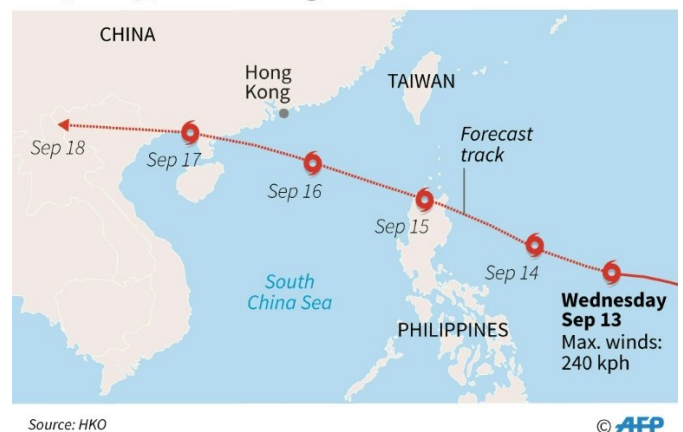 CHINA
Hong
Kong
TAIWAN
Forecast
track
Sep 18
Sep 17
Sep 16
Sep 15
Sep 14
South
China Sea
PHILIPPINES
Wednesday
Sep 13
Max. winds:
240 kph
Source: HKO
© AFP